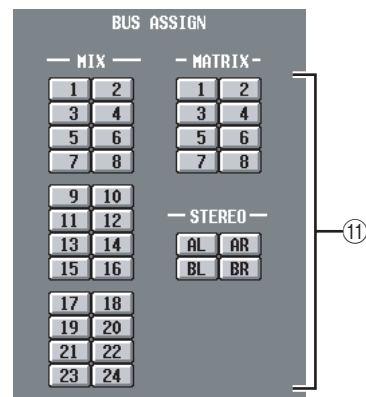 BUS ASSIGN
MIX
MATRIX
1 2
3 4
5 6
7 8
1 2
3 4
5 6
7 8
9 10
11 12
13 14
15 16
STEREO
AL AR
BL BR
17 18
19 20
21 22
23 24
⑪